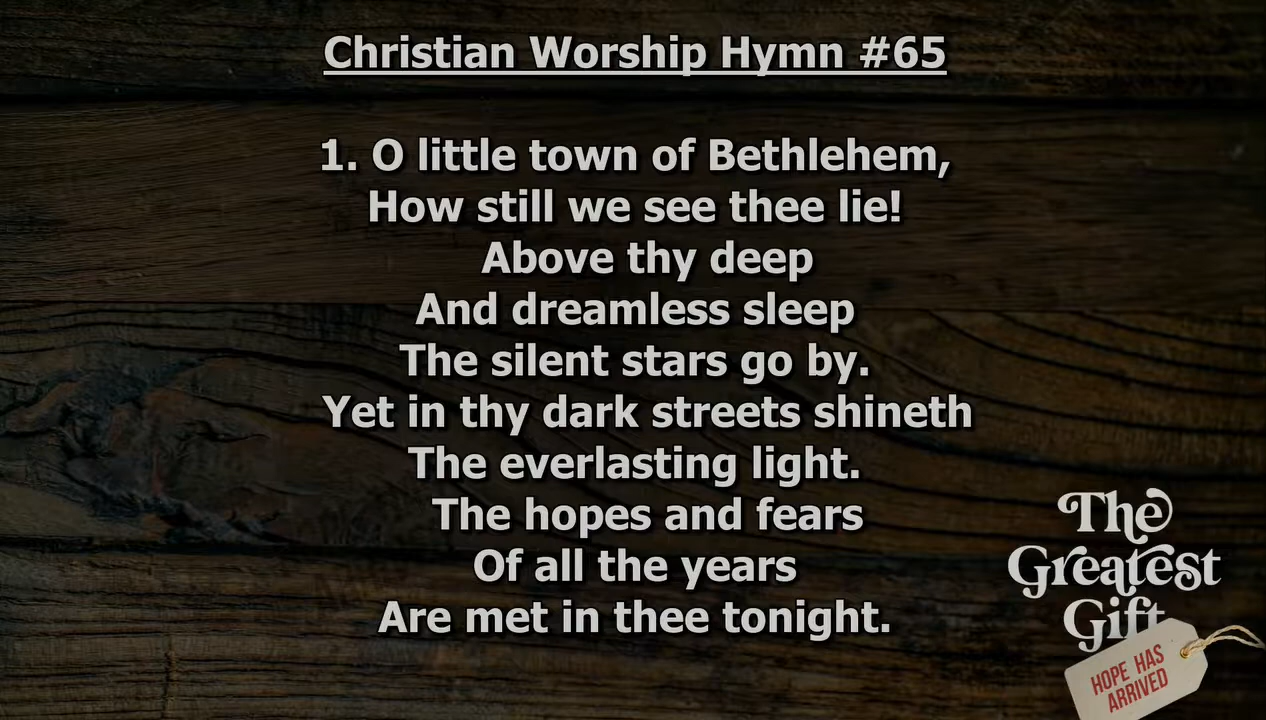 Christian Worship Hymn #65
1. O little town of Bethlehem,
How still we see thee lie!
Above thy deep
And dreamless sleep
The silent stars go by.
Yet in thy dark streets shineth
The everlasting light.
The hopes and fears
Of all the years
Are met in thee tonight.
The
Greatest
Gift
HOPE HAS
ARRIVED